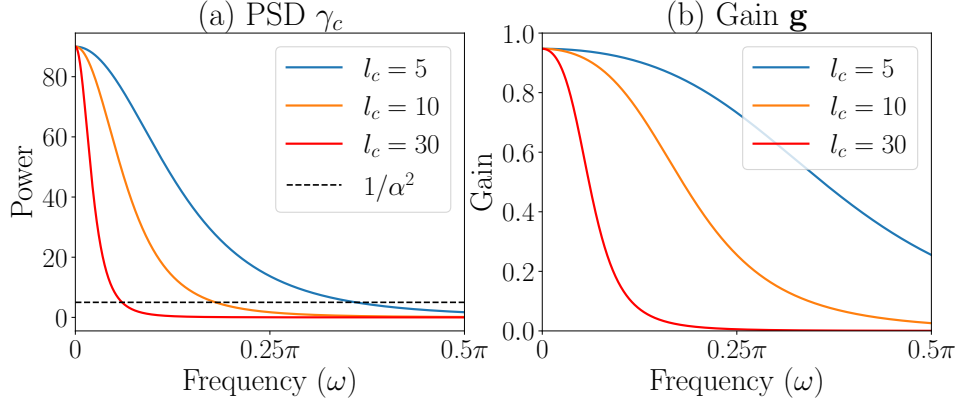 (a) PSD γ_c
Power
80
60
40
20
0
l_c = 5
l_c = 10
l_c = 30
1/α²
0
0.25π
0.5π
Frequency (ω)
(b) Gain g
Gain
1.0
0.8
0.6
0.4
0.2
0.0
l_c = 5
l_c = 10
l_c = 30
0
0.25π
0.5π
Frequency (ω)